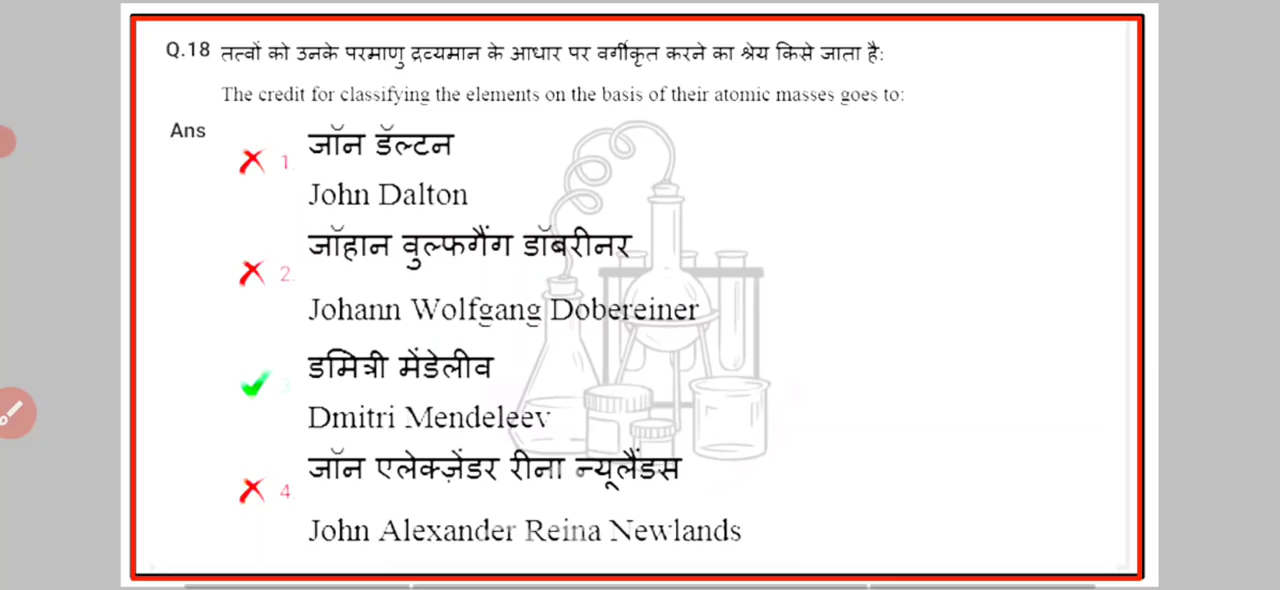 Q.18 तत्वों को उनके परमाणु द्रव्यमान के आधार पर वर्गीकृत करने का श्रेय किसे जाता है:
The credit for classifying the elements on the basis of their atomic masses goes to:
Ans
1. जॉन डॅल्टन
John Dalton
2. जॉहान वुल्फगैंग डॉबरीनर
Johann Wolfgang Dobereiner
3 डमित्री मेंडेलीव
Dmitri Mendeleev
4. जॉन एलेक्ज़ेंडर रीना न्यूलैंडस
John Alexander Reina Newlands